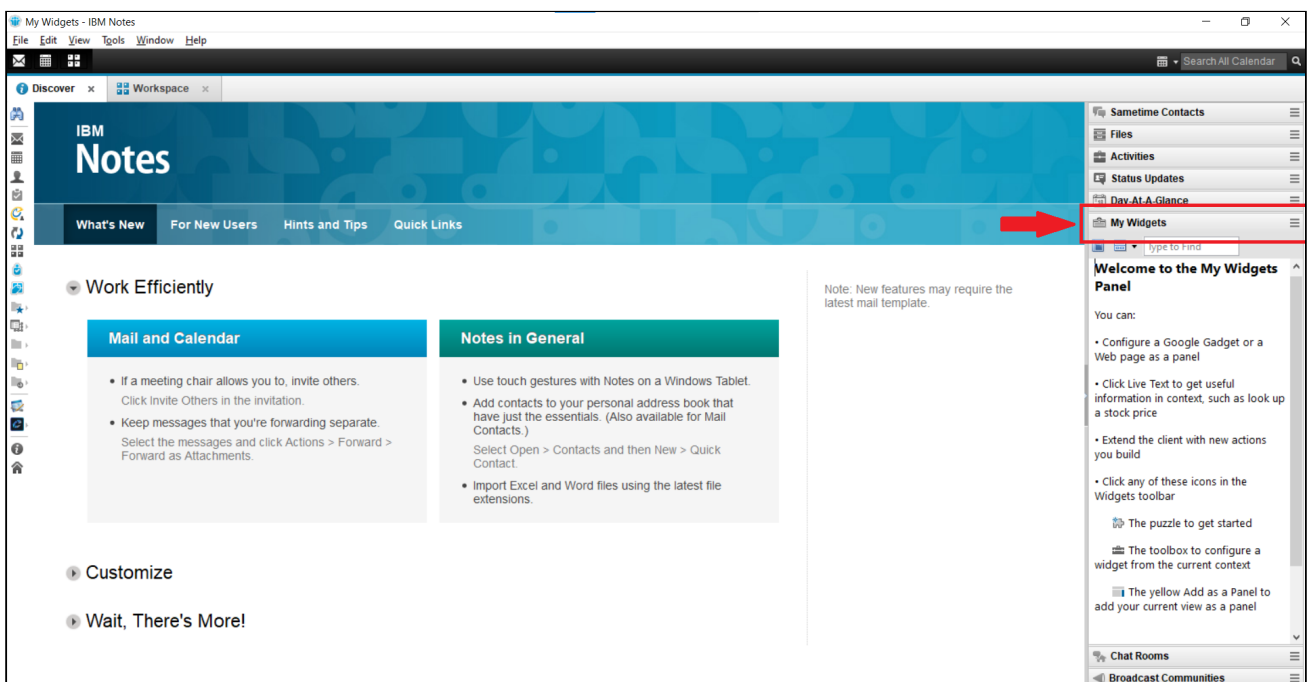 My Widgets - IBM Notes
File Edit View Tools Window Help
Search All Calendar
Discover x Workspace x
IBM
Notes
What's New For New Users Hints and Tips Quick Links
Work Efficiently
Mail and Calendar
• If a meeting chair allows you to, invite others.
Click Invite Others in the invitation.
• Keep messages that you're forwarding separate.
Select the messages and click Actions > Forward >
Forward as Attachments.
Notes in General
• Use touch gestures with Notes on a Windows Tablet.
• Add contacts to your personal address book that
have just the essentials. (Also available for Mail
Contacts.)
Select Open > Contacts and then New > Quick
Contact.
• Import Excel and Word files using the latest file
extensions.
Note: New features may require the
latest mail template.
Customize
Wait, There's More!
Sametime Contacts
Files
Activities
Status Updates
Day-At-A-Glance
My Widgets
Type to Find
Welcome to the My Widgets
Panel
You can:
• Configure a Google Gadget or a
Web page as a panel
• Click Live Text to get useful
information in context, such as look up
a stock price
• Extend the client with new actions
you build
• Click any of these icons in the
Widgets toolbar
The puzzle to get started
The toolbox to configure a
widget from the current context
The yellow Add as a Panel to
add your current view as a panel
Chat Rooms
Broadcast Communities